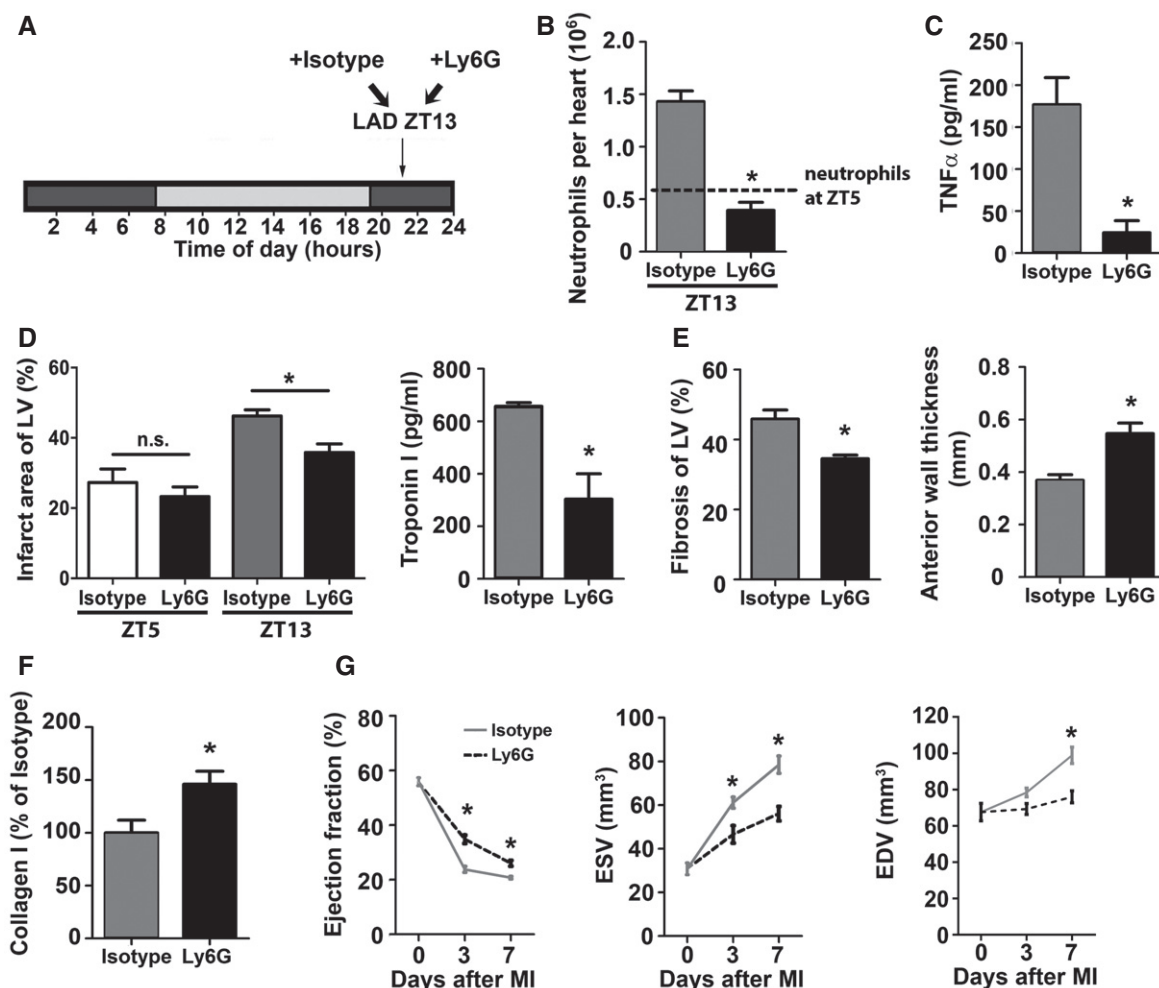 A
+Isotype +Ly6G
LAD ZT13
2 4 6 8 10 12 14 16 18 20 22 24
Time of day (hours)
B
Neutrophils per heart (10⁶)
2.0
1.5
1.0
0.5
0
*
neutrophils
at ZT5
Isotype Ly6G
ZT13
C
TNFα (pg/ml)
250
200
150
100
50
0
*
Isotype Ly6G
D
Infarct area of LV (%)
60
40
20
0
n.s.
*
Isotype Ly6G Isotype Ly6G
ZT5 ZT13
Troponin I (pg/ml)
800
600
400
200
0
*
Isotype Ly6G
E
Fibrosis of LV (%)
60
40
20
0
*
Isotype Ly6G
Anterior wall thickness
(mm)
0.8
0.6
0.4
0.2
0
*
Isotype Ly6G
F
Collagen I (% of Isotype)
200
150
100
50
0
*
Isotype Ly6G
G
Ejection fraction (%)
80
60
40
20
0
Isotype
Ly6G
* *
0 3 7
Days after MI
ESV (mm³)
100
80
60
40
20
0
* *
0 3 7
Days after MI
EDV (mm³)
120
100
80
60
40
20
0
*
0 3 7
Days after MI